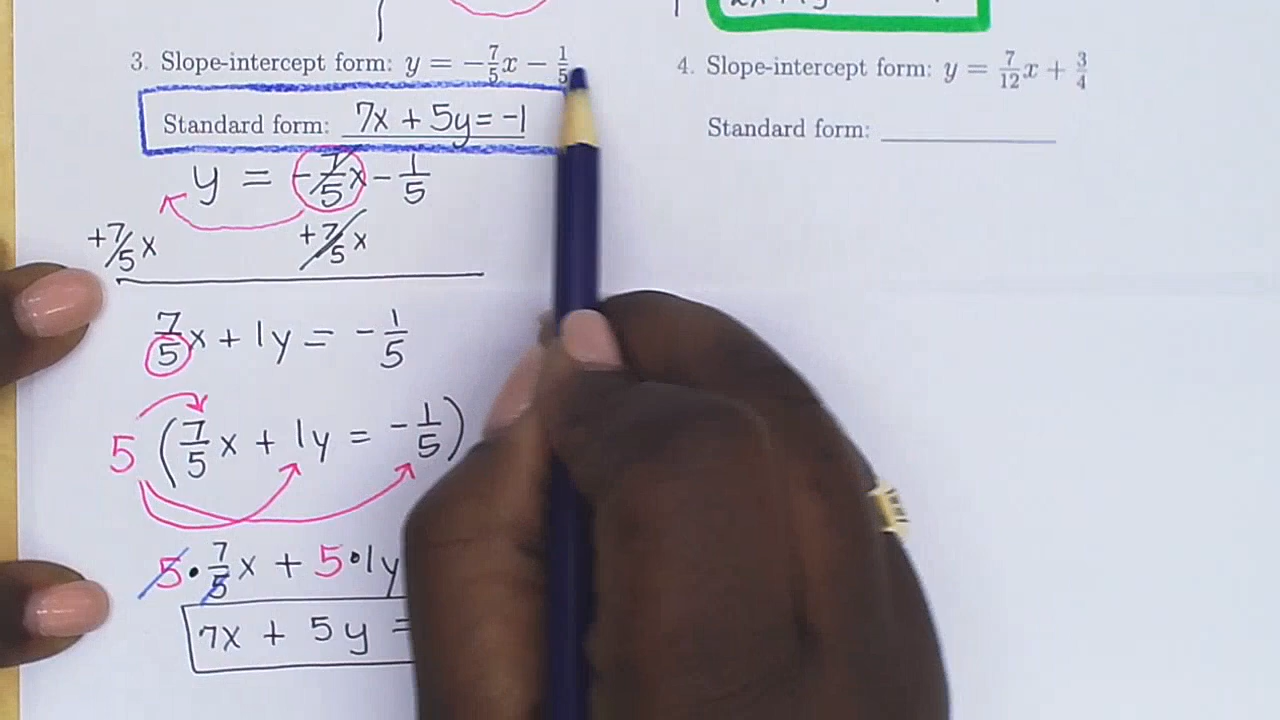 3. Slope-intercept form: y = -7/5x - 1/5
Standard form: 7x + 5y = -1
y = -7/5x - 1/5
+7/5x +7/5x
7/5x + 1y = -1/5
5 (7/5x + 1y = -1/5)
5 • 7/5x + 5 • 1y
7x + 5y =
4. Slope-intercept form: y = 7/12x + 3/4
Standard form: ____________